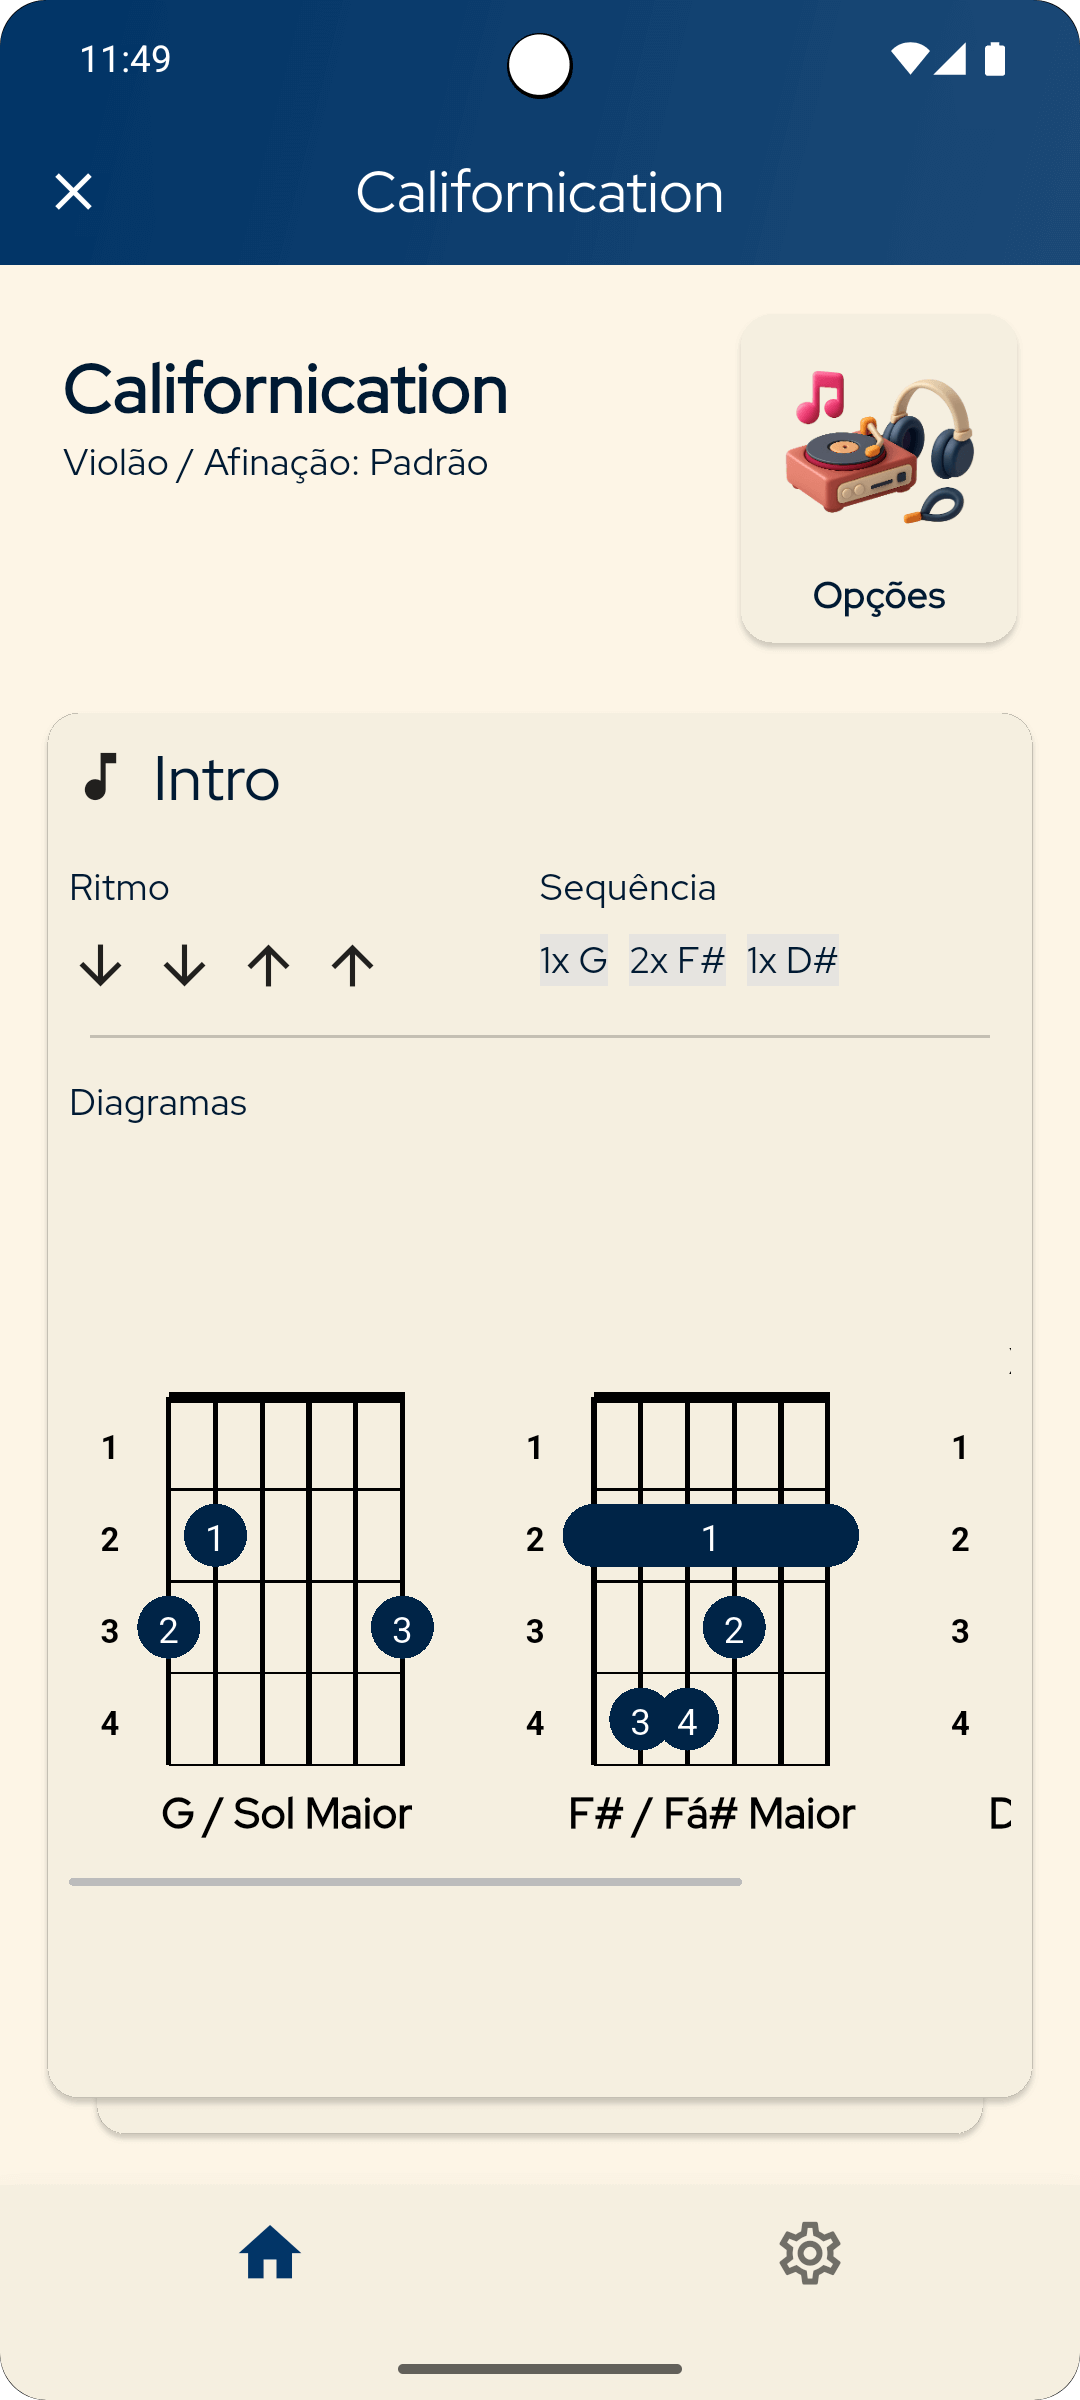 11:49
Californication
Californication
Violão / Afinação: Padrão
Opções
Intro
Ritmo
Sequência
1x G 2x F# 1x D#
Diagramas
1 1 1
2 1 2 1 2
3 2 3 3 2 3
4 4 3 4 4
G / Sol Maior F# / Fá# Maior